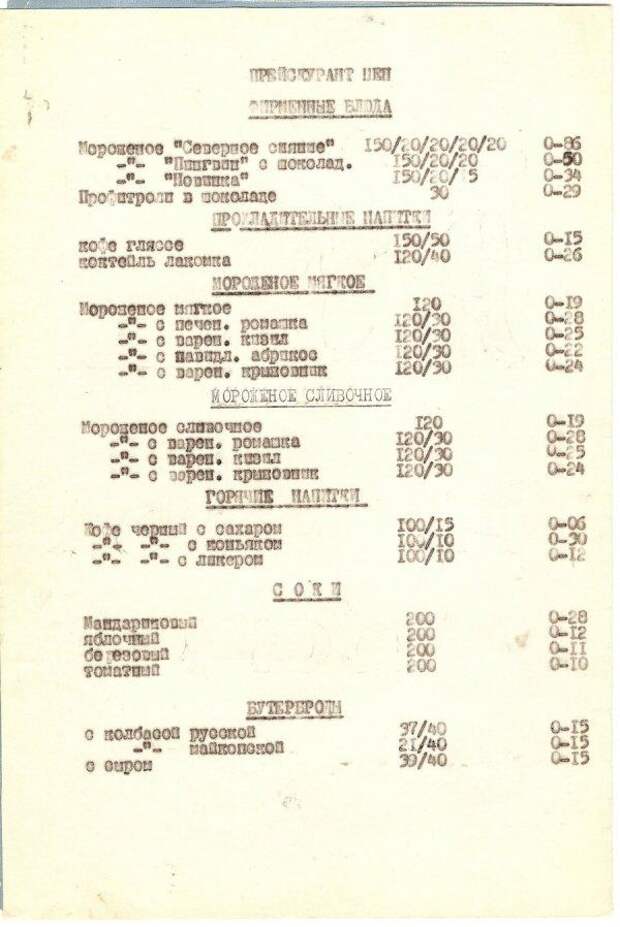 ПРЕЙСКУРАНТ ЦЕН
ФИРМЕННЫЕ БЛЮДА
Мороженое "Северное сияние" 150/20/20/20/20 0-86
-"- "Пингвин" с шоколад. 150/20/20 0-50
-"- "Новинка" 150/20/ 5 0-34
Профитроли в шоколаде 30 0-29
ПРОХЛАДИТЕЛЬНЫЕ НАПИТКИ
кофе гляссе 150/50 0-15
коктейль лакомка 120/40 0-26
МОРОЖЕНОЕ МЯГКОЕ
Мороженое мягкое 120 0-19
-"- с печен. ромашка 120/30 0-28
-"- с варен. кизил 120/30 0-25
-"- с павидл. абрикос 120/30 0-22
-"- с варен. крыжовник 120/30 0-24
МОРОЖЕНОЕ СЛИВОЧНОЕ
Мороженое сливочное 120 0-19
-"- с варен. ромашка 120/30 0-28
-"- с варен. кизил 120/30 0-25
-"- с варен. крыжовник 120/30 0-24
ГОРЯЧИЕ НАПИТКИ
Кофе черный с сахаром 100/15 0-06
-"- -"- с коньяком 100/10 0-30
-"- -"- с ликером 100/10 0-12
С О К И
Мандариновый 200 0-28
яблочный 200 0-12
березовый 200 0-11
томатный 200 0-10
БУТЕРБРОДЫ
с колбасой русской 37/40 0-15
-"- майкопской 21/40 0-15
с сыром 39/40 0-15